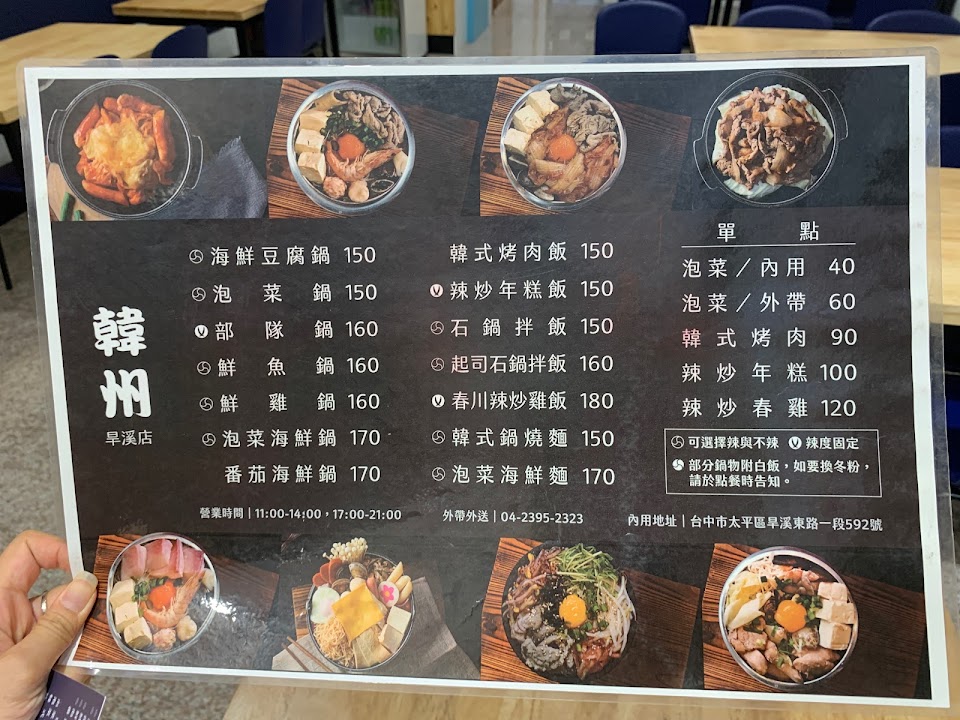 韓州
旱溪店
海鮮豆腐鍋 150
泡菜鍋 150
部隊鍋 160
鮮魚鍋 160
鮮雞鍋 160
泡菜海鮮鍋 170
番茄海鮮鍋 170
韓式烤肉飯 150
辣炒年糕飯 150
石鍋拌飯 150
起司石鍋拌飯 160
春川辣炒雞飯 180
韓式鍋燒麵 150
泡菜海鮮麵 170
單點
泡菜／內用 40
泡菜／外帶 60
韓式烤肉 90
辣炒年糕 100
辣炒春雞 120
可選擇辣與不辣 辣度固定
部分鍋物附白飯，如要換冬粉，
請於點餐時告知。
營業時間｜11:00-14:00，17:00-21:00
外帶外送｜04-2395-2323
內用地址｜台中市太平區旱溪東路一段592號